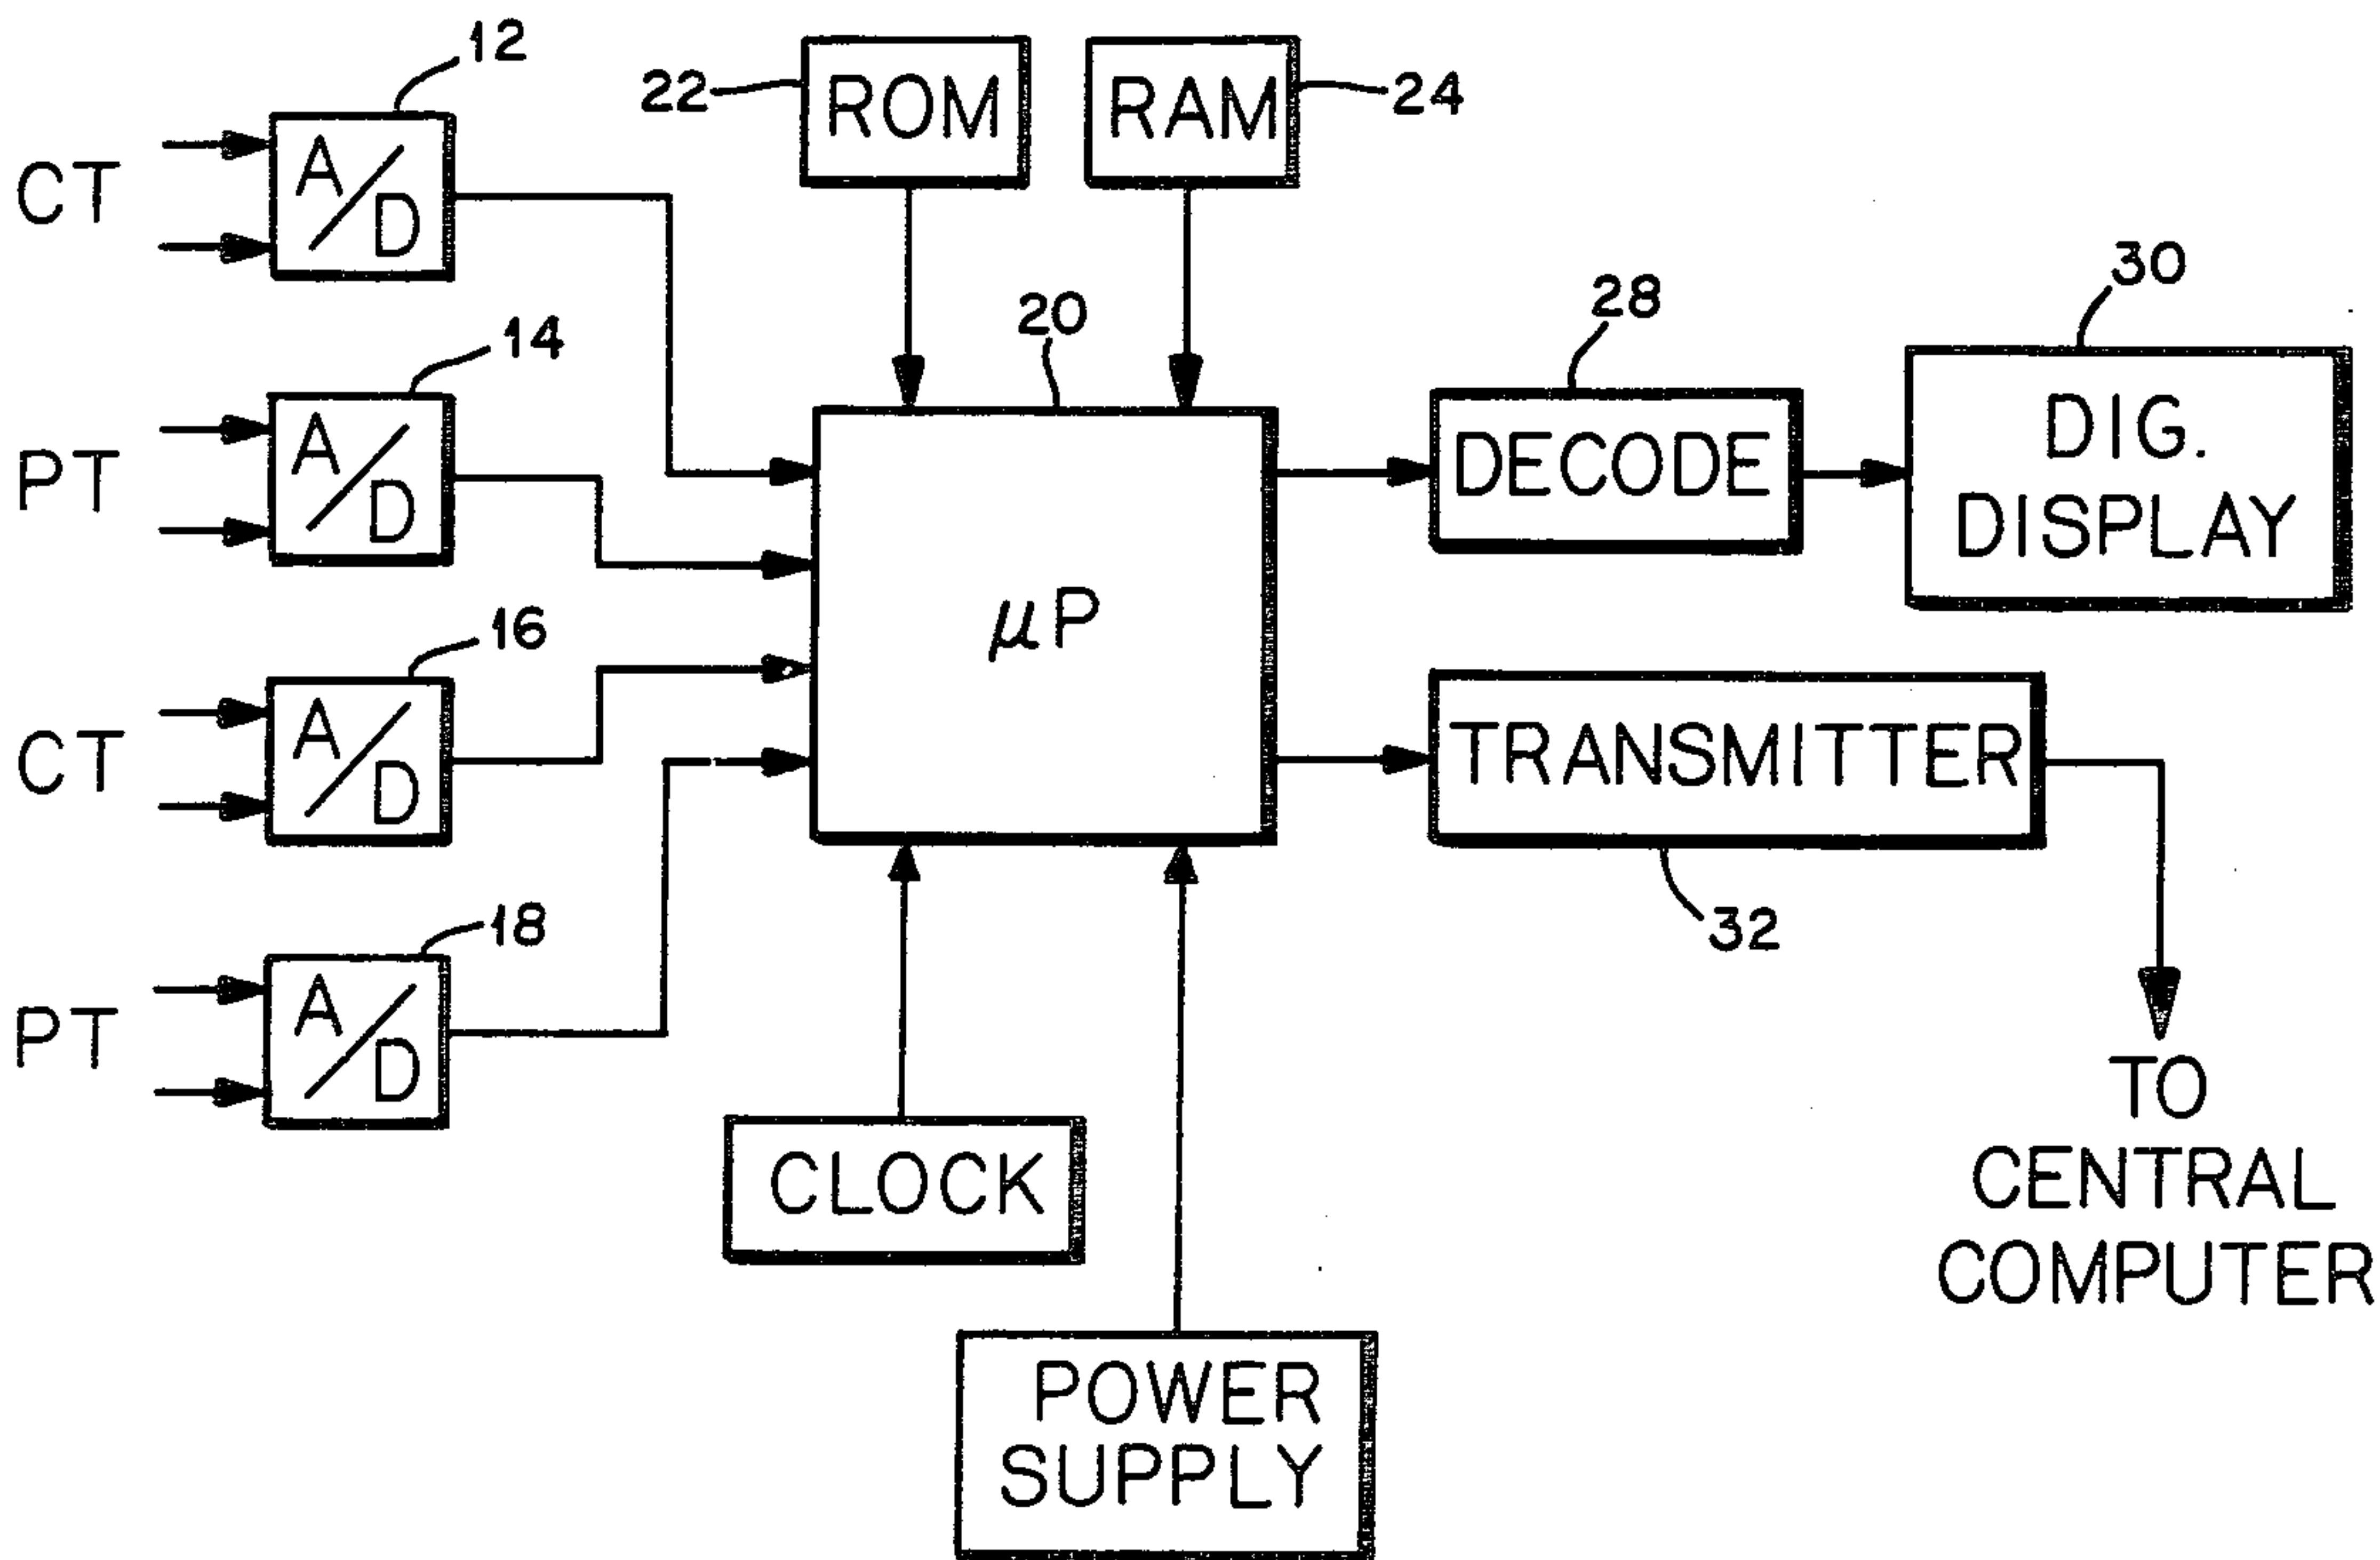 12
22
ROM
RAM
24
CT
A/D
14
PT
A/D
20
28
30
DECODE
DIG.
DISPLAY
μP
16
CT
A/D
TRANSMITTER
32
18
PT
A/D
CLOCK
TO
CENTRAL
COMPUTER
POWER
SUPPLY